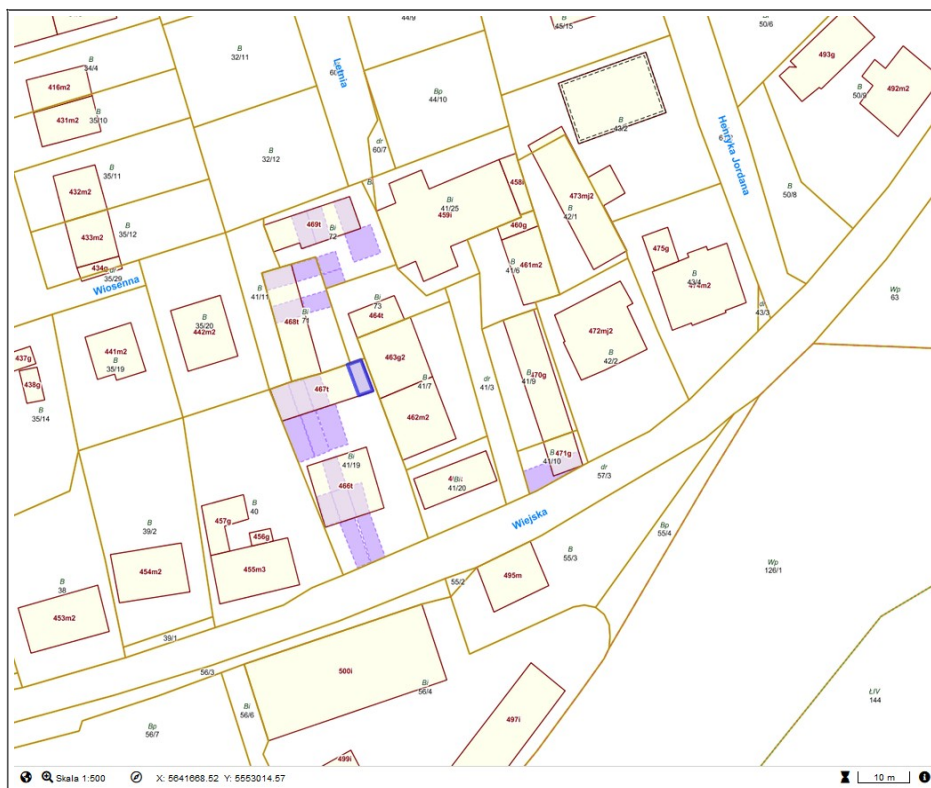 44/9
B
45/15
B
50/6
B
32/11
Letnia
60
493g
492m2
B
50/9
B
34/4
416m2
431m2
B
35/10
Bp
44/10
B
43/2
Henryka Jordana
6
dr
60/7
B
32/12
B
35/11
432m2
B
35/12
433m2
434g
dr
35/29
Wiosenna
Bi
458i
Bi
41/25
459i
473mj2
B
42/1
460g
B
50/8
469t
Bi
72
475g
B
43/4
B
41/6
461m2
Wp
63
B
41/11
Bi
71
468t
Bi
73
464t
dr
43/3
B
35/20
442m2
472mj2
B
42/2
441m2
B
35/19
437g
438g
B
35/14
463g2
B
41/7
462m2
dr
41/3
470g
B
41/9
467t
B
41/10
471g
dr
57/3
Bi
41/19
466t
Bi
41/20
Wiejska
B
40
457g
456g
455m3
B
39/2
454m2
B
38
453m2
39/1
Bp
55/4
B
55/3
495m
55/2
Wp
126/1
56/3
500i
Bi
56/4
Bi
56/6
Bp
56/7
497i
499i
ŁIV
144
Skala 1:500
X: 5641668.52 Y: 5553014.57
10 m